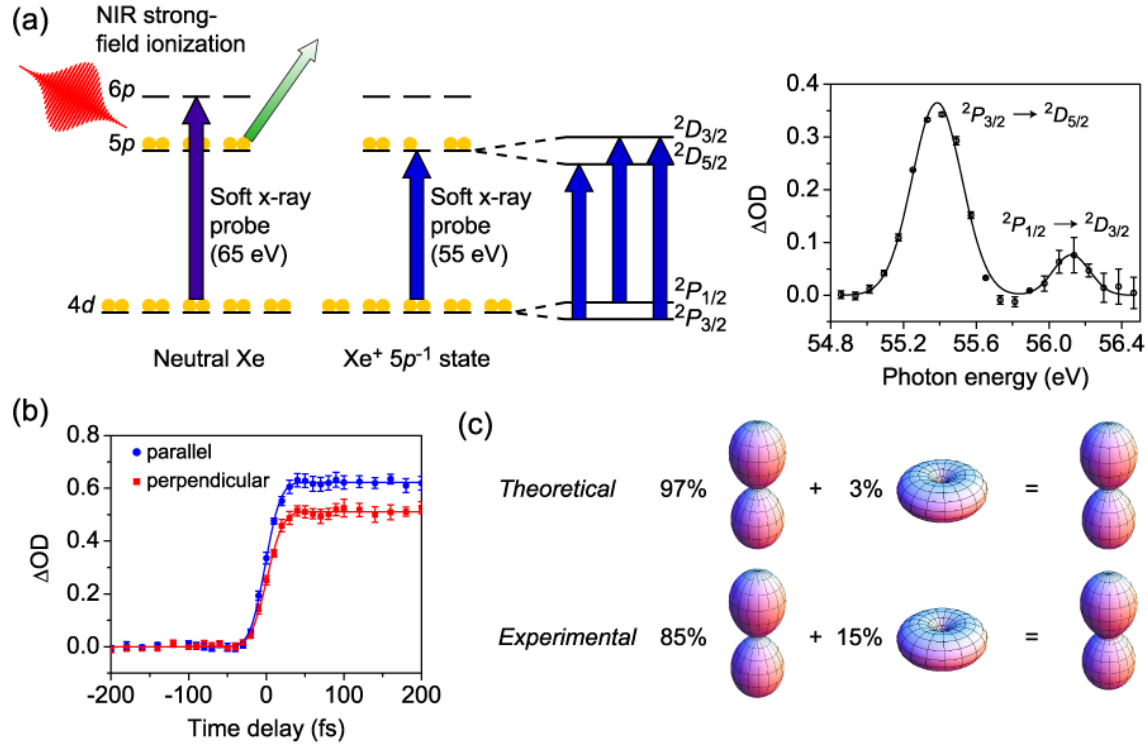 (a)
NIR strong-
field ionization
6p
5p
4d
Soft x-ray
probe
(65 eV)
Soft x-ray
probe
(55 eV)
²D₃/₂
²D₅/₂
²P₁/₂
²P₃/₂
Neutral Xe
Xe⁺ 5p⁻¹ state
0.4
0.3
0.2
0.1
0.0
ΔOD
²P₃/₂ → ²D₅/₂
²P₁/₂ → ²D₃/₂
54.8 55.2 55.6 56.0 56.4
Photon energy (eV)
(b)
0.8
0.6
0.4
0.2
0.0
ΔOD
parallel
perpendicular
-200 -100 0 100 200
Time delay (fs)
(c)
Theoretical 97% + 3% =
Experimental 85% + 15% =